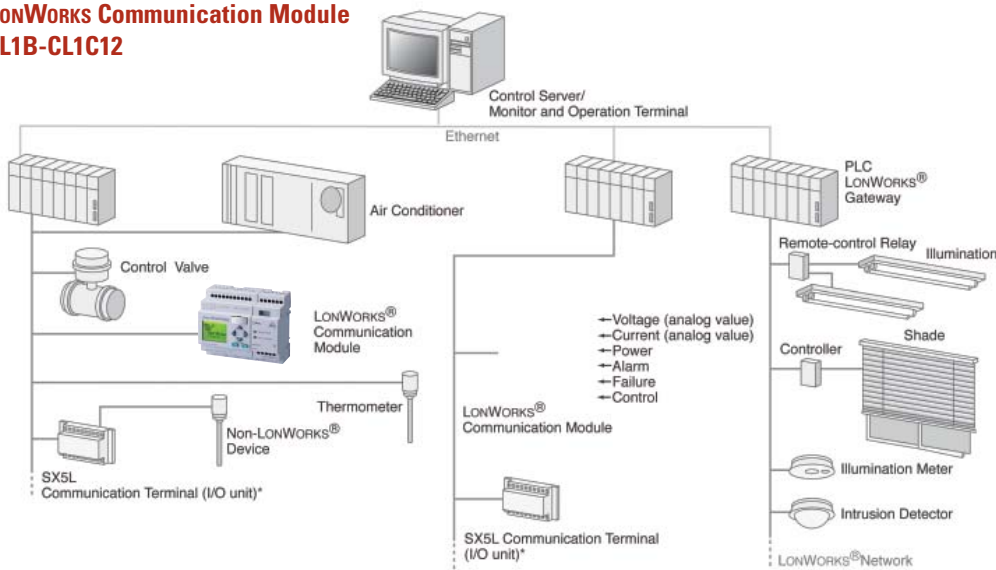 ONWORKS Communication Module
L1B-CL1C12
Control Server/
Monitor and Operation Terminal
Ethernet
PLC
LONWORKS®
Gateway
Air Conditioner
Remote-control Relay
Illumination
Control Valve
LONWORKS®
Communication
Module
Voltage (analog value)
Current (analog value)
Power
Alarm
Failure
Control
Controller
Shade
Thermometer
LONWORKS®
Communication Module
Non-LONWORKS®
Device
SX5L
Communication Terminal (I/O unit)*
Illumination Meter
Intrusion Detector
SX5L Communication Terminal
(I/O unit)*
LONWORKS®Network